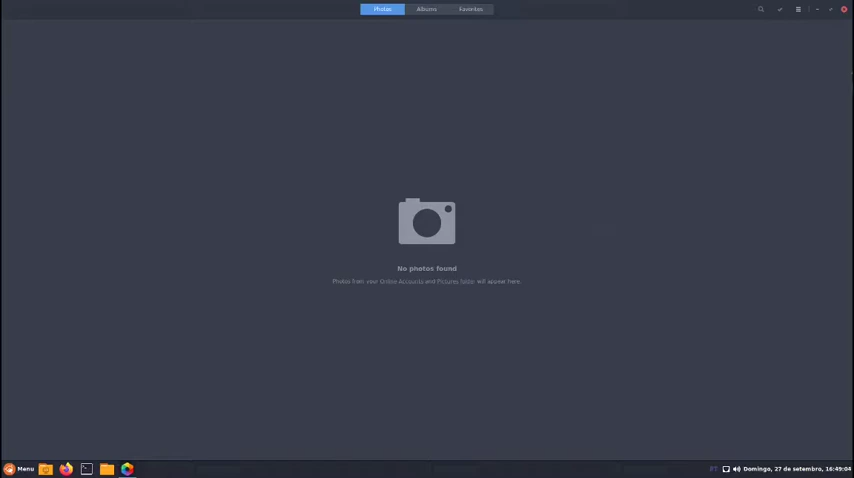 Photos Albums Favorites
No photos found
Photos from your Online Accounts and Pictures folder will appear here.
Menu
Domingo, 27 de setembro, 16:49:04